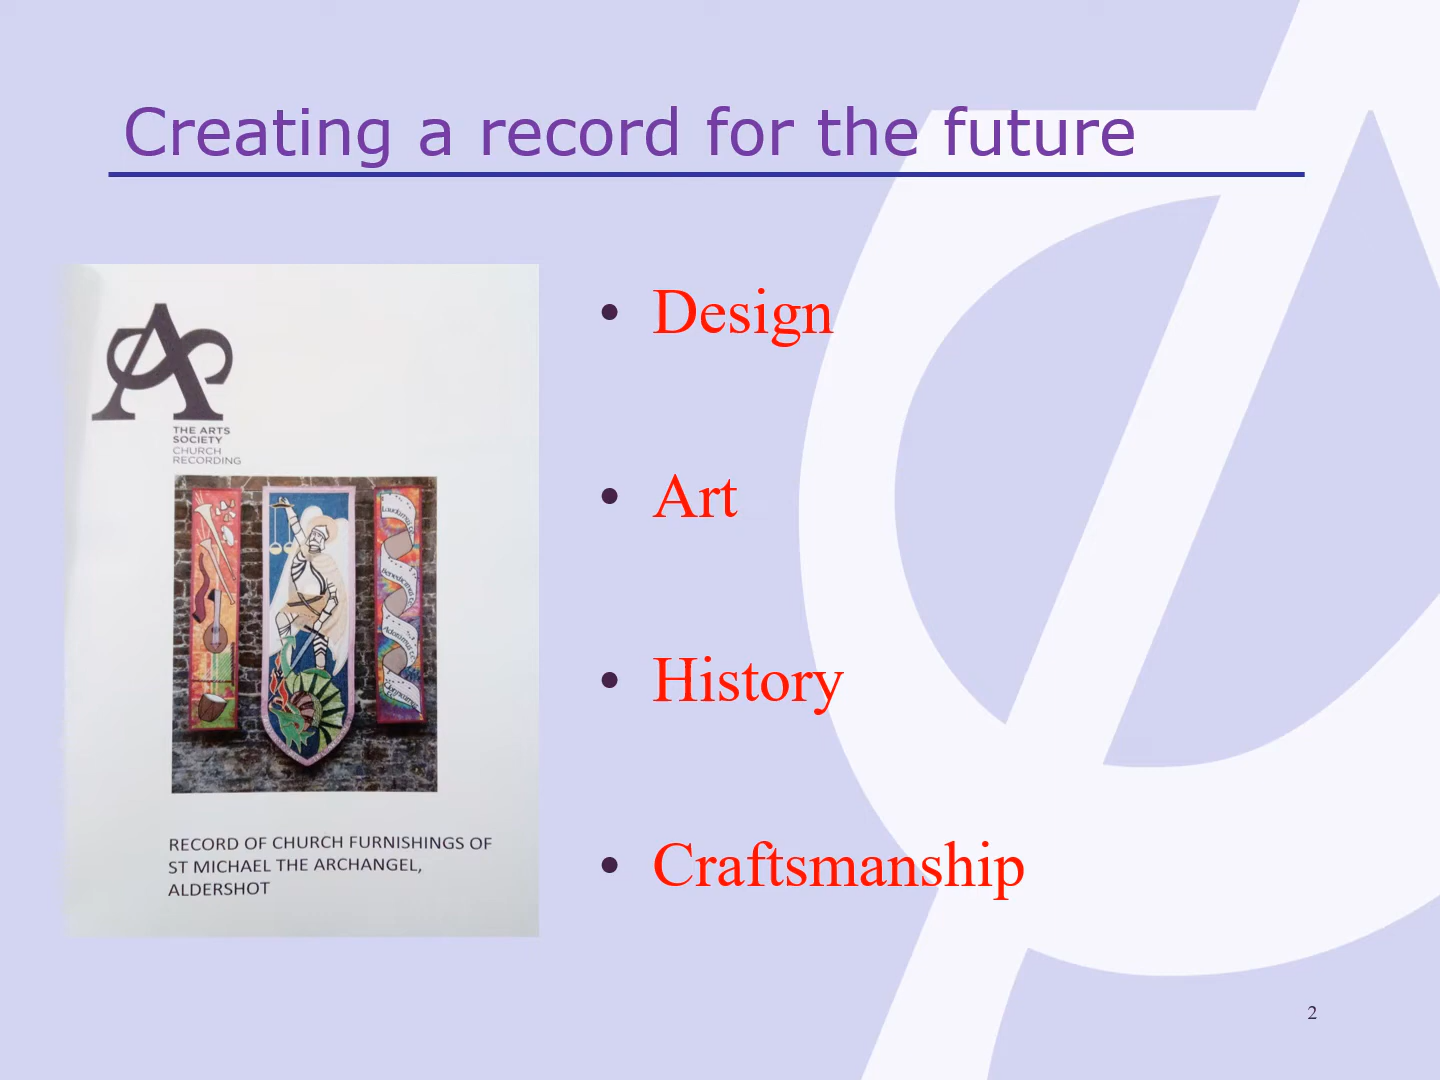 Creating a record for the future
THE ARTS
SOCIETY
CHURCH
RECORDING
RECORD OF CHURCH FURNISHINGS OF
ST MICHAEL THE ARCHANGEL,
ALDERSHOT
• Design
• Art
• History
• Craftsmanship
2